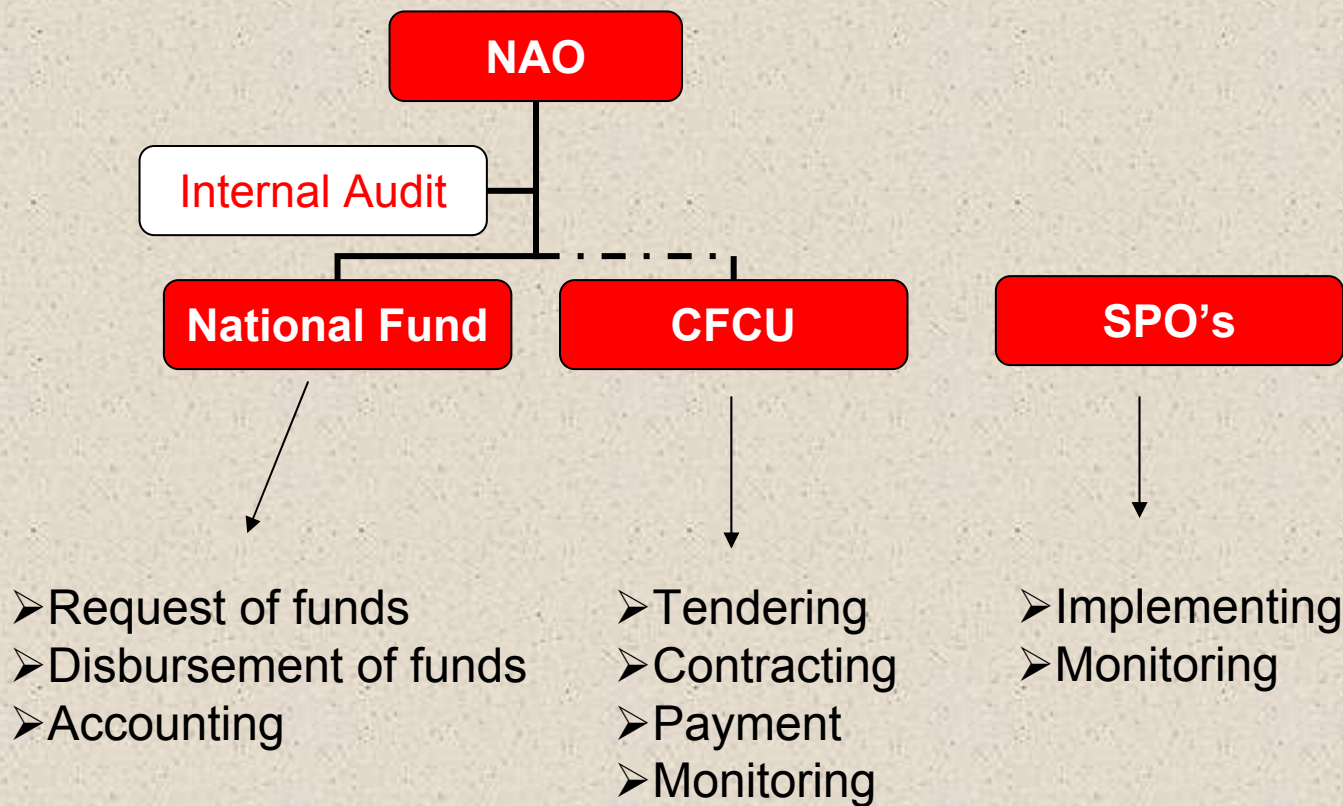 NAO
Internal Audit
National Fund
CFCU
SPO’s
➢Request of funds
➢Disbursement of funds
➢Accounting
➢Tendering
➢Contracting
➢Payment
➢Monitoring
➢Implementing
➢Monitoring